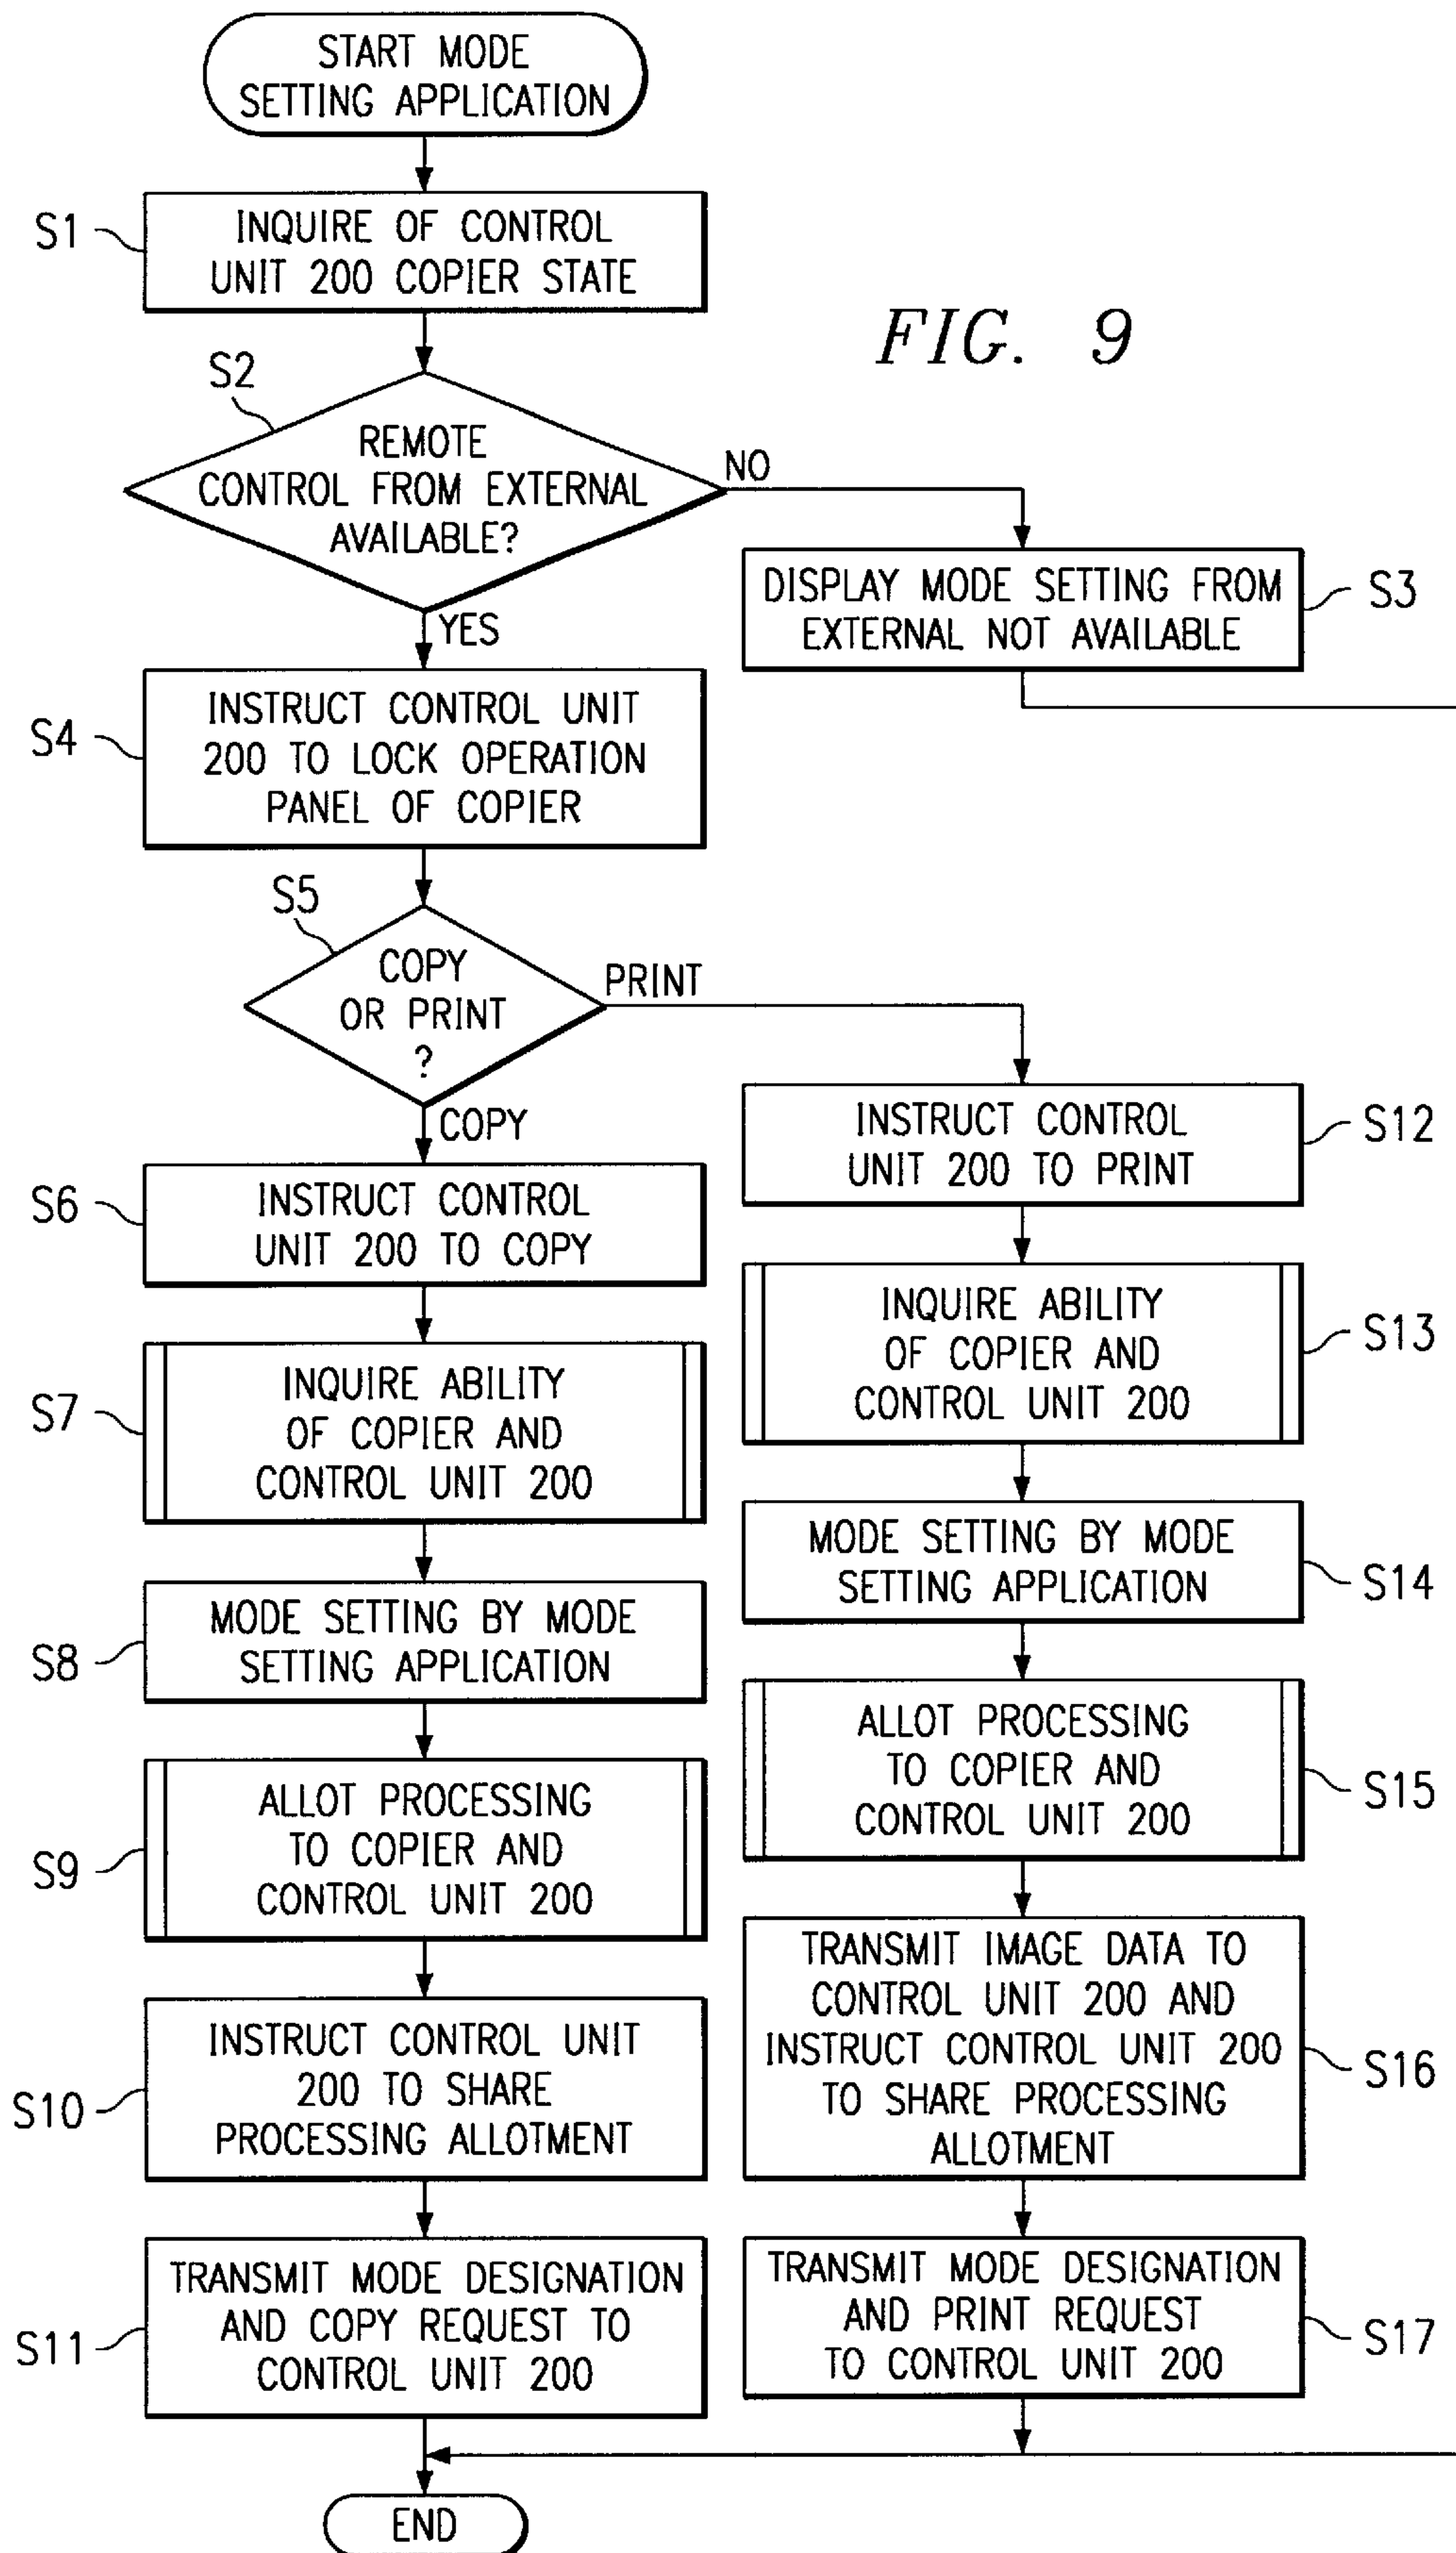 START MODE
SETTING APPLICATION
S1
INQUIRE OF CONTROL
UNIT 200 COPIER STATE
FIG. 9
S2
REMOTE
CONTROL FROM EXTERNAL
AVAILABLE?
NO
YES
DISPLAY MODE SETTING FROM
EXTERNAL NOT AVAILABLE
S3
S4
INSTRUCT CONTROL UNIT
200 TO LOCK OPERATION
PANEL OF COPIER
S5
COPY
OR PRINT
?
PRINT
COPY
S6
INSTRUCT CONTROL
UNIT 200 TO COPY
S7
INQUIRE ABILITY
OF COPIER AND
CONTROL UNIT 200
S8
MODE SETTING BY MODE
SETTING APPLICATION
S9
ALLOT PROCESSING
TO COPIER AND
CONTROL UNIT 200
S10
INSTRUCT CONTROL UNIT
200 TO SHARE
PROCESSING ALLOTMENT
S11
TRANSMIT MODE DESIGNATION
AND COPY REQUEST TO
CONTROL UNIT 200
INSTRUCT CONTROL
UNIT 200 TO PRINT
S12
INQUIRE ABILITY
OF COPIER AND
CONTROL UNIT 200
S13
MODE SETTING BY MODE
SETTING APPLICATION
S14
ALLOT PROCESSING
TO COPIER AND
CONTROL UNIT 200
S15
TRANSMIT IMAGE DATA TO
CONTROL UNIT 200 AND
INSTRUCT CONTROL UNIT 200
TO SHARE PROCESSING
ALLOTMENT
S16
TRANSMIT MODE DESIGNATION
AND PRINT REQUEST
TO CONTROL UNIT 200
S17
END